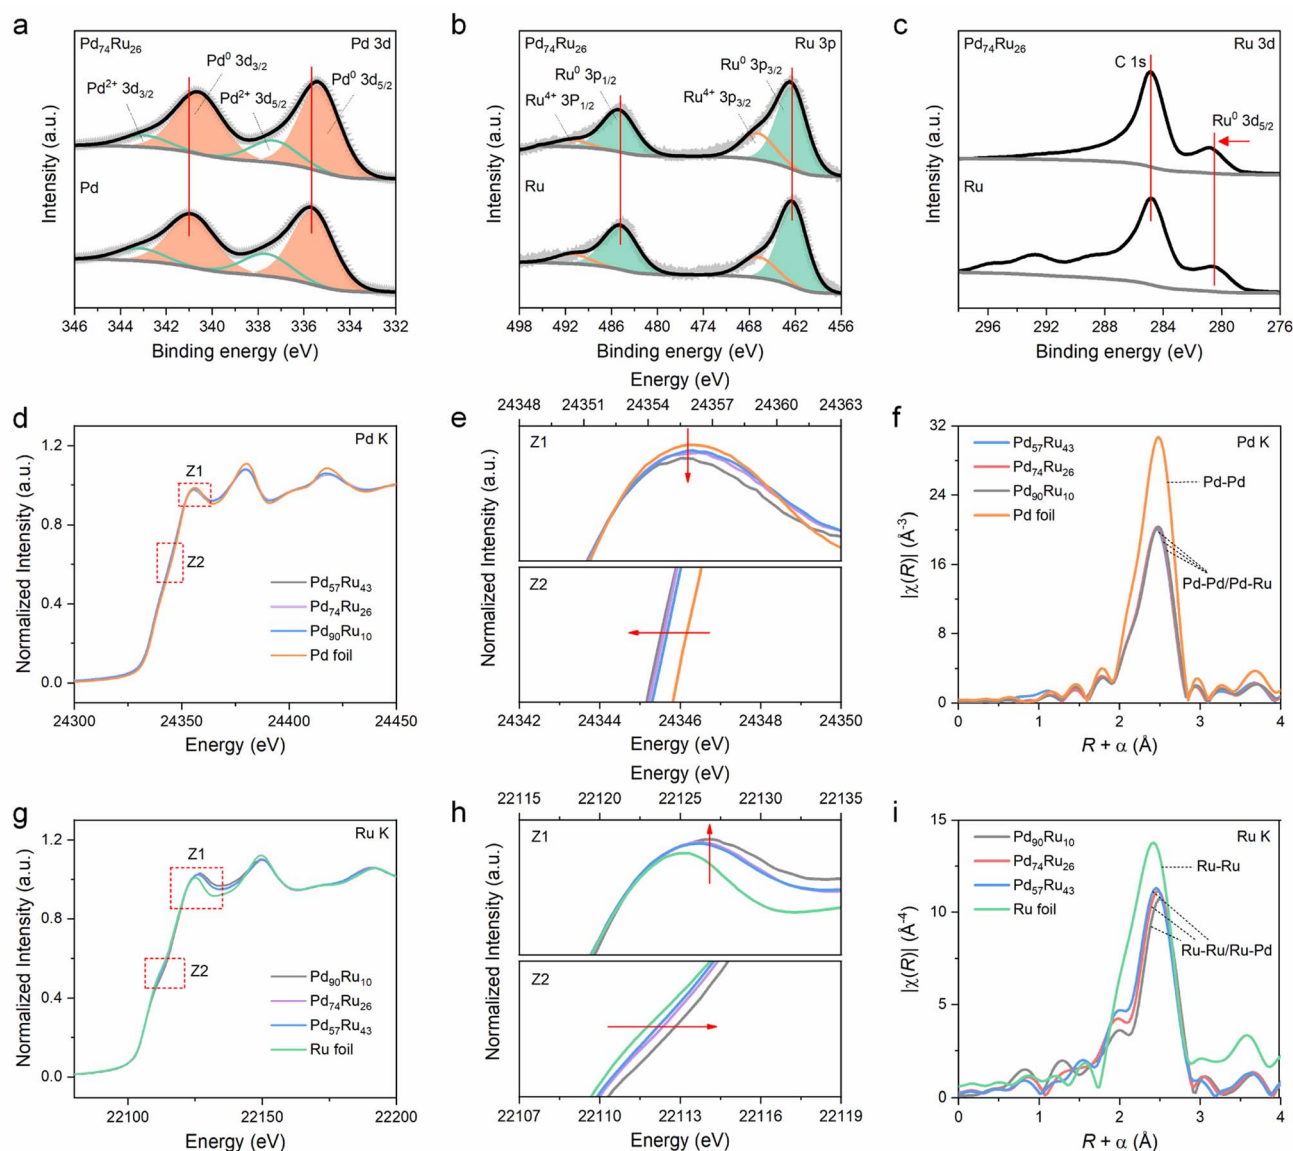 a
Pd₇₄Ru₂₆
Pd 3d
Pd⁰ 3d₃/₂
Pd²⁺ 3d₃/₂
Pd²⁺ 3d₅/₂
Pd⁰ 3d₅/₂
Pd
Intensity (a.u.)
346 344 342 340 338 336 334 332
Binding energy (eV)
b
Pd₇₄Ru₂₆
Ru 3p
Ru⁰ 3p₁/₂
Ru⁰ 3p₃/₂
Ru⁴⁺ 3P₁/₂
Ru⁴⁺ 3p₃/₂
Ru
Intensity (a.u.)
498 492 486 480 474 468 462 456
Binding energy (eV)
c
Pd₇₄Ru₂₆
Ru 3d
C 1s
Ru⁰ 3d₅/₂
Ru
Intensity (a.u.)
296 292 288 284 280 276
Binding energy (eV)
d
Pd K
Z1
Z2
Pd₅₇Ru₄₃
Pd₇₄Ru₂₆
Pd₉₀Ru₁₀
Pd foil
Normalized Intensity (a.u.)
1.2
0.9
0.6
0.3
0.0
24300 24350 24400 24450
Energy (eV)
e
Energy (eV)
24348 24351 24354 24357 24360 24363
Z1
Z2
Normalized Intensity (a.u.)
24342 24344 24346 24348 24350
Energy (eV)
f
Pd K
Pd₅₇Ru₄₃
Pd₇₄Ru₂₆
Pd₉₀Ru₁₀
Pd foil
Pd-Pd
Pd-Pd/Pd-Ru
|χ(R)| (Å⁻³)
32
24
16
8
0
0 1 2 3 4
R + α (Å)
g
Ru K
Z1
Z2
Pd₉₀Ru₁₀
Pd₇₄Ru₂₆
Pd₅₇Ru₄₃
Ru foil
Normalized Intensity (a.u.)
1.2
0.8
0.4
0.0
22100 22150 22200
Energy (eV)
h
Energy (eV)
22115 22120 22125 22130 22135
Z1
Z2
Normalized Intensity (a.u.)
22107 22110 22113 22116 22119
Energy (eV)
i
Ru K
Pd₉₀Ru₁₀
Pd₇₄Ru₂₆
Pd₅₇Ru₄₃
Ru foil
Ru-Ru
Ru-Ru/Ru-Pd
|χ(R)| (Å⁻⁴)
15
10
5
0
0 1 2 3 4
R + α (Å)